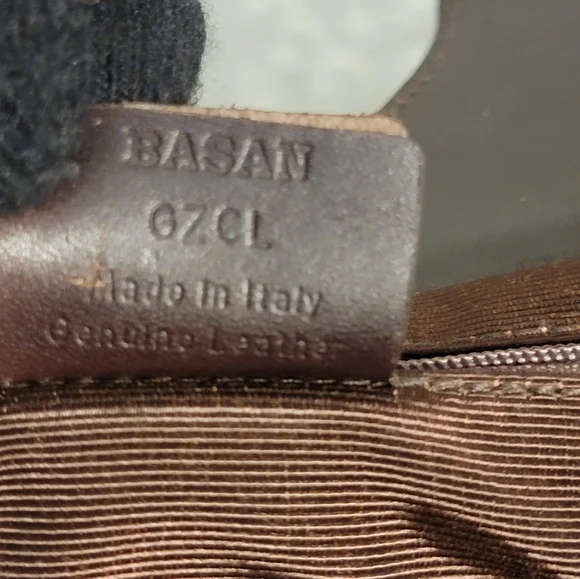 BASAN
GZCL
Made In Italy
Genuine Leather